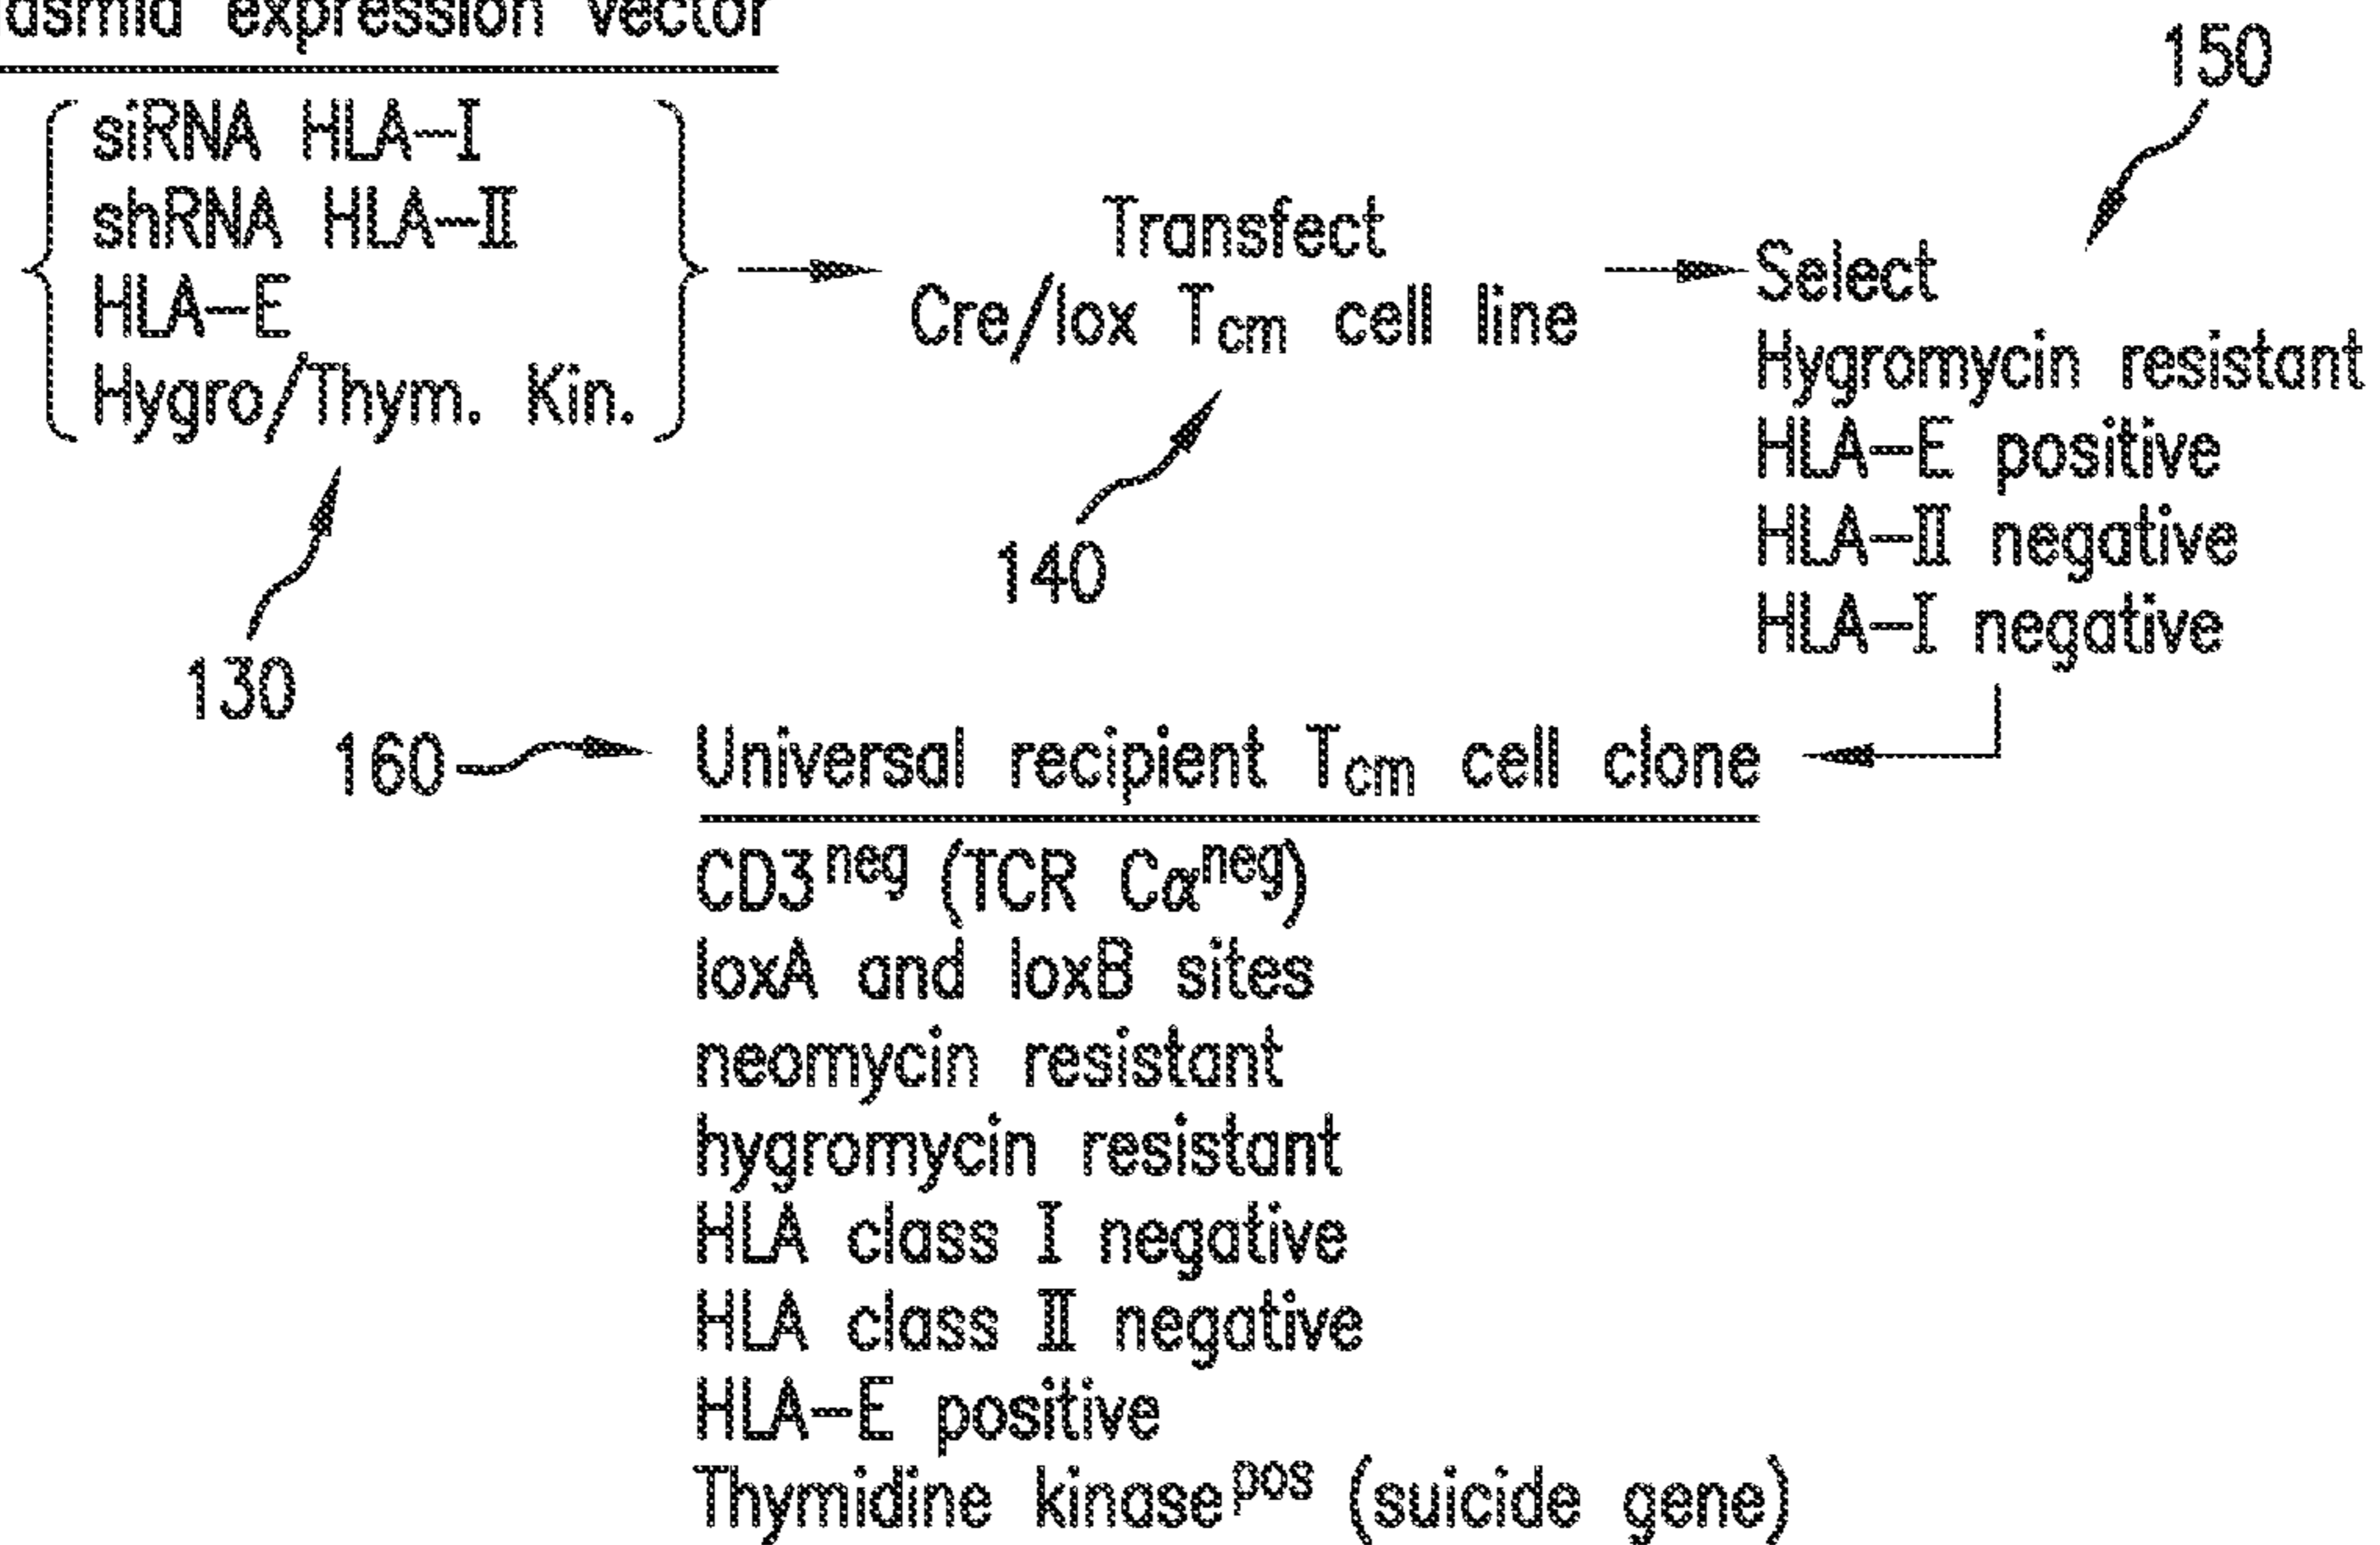 expression vector
siRNA HLA-I
shRNA HLA-II
HLA-E
Hygro/Thym. Kin.
130
Transfect
Cre/lox Tcm cell line
140
150
Select
Hygromycin resistant
HLA-E positive
HLA-II negative
HLA-I negative
160
Universal recipient Tcm cell clone
CD3neg (TCR Cαneg)
loxA and loxB sites
neomycin resistant
hygromycin resistant
HLA class I negative
HLA class II negative
HLA-E positive
Thymidine kinasepos (suicide gene)